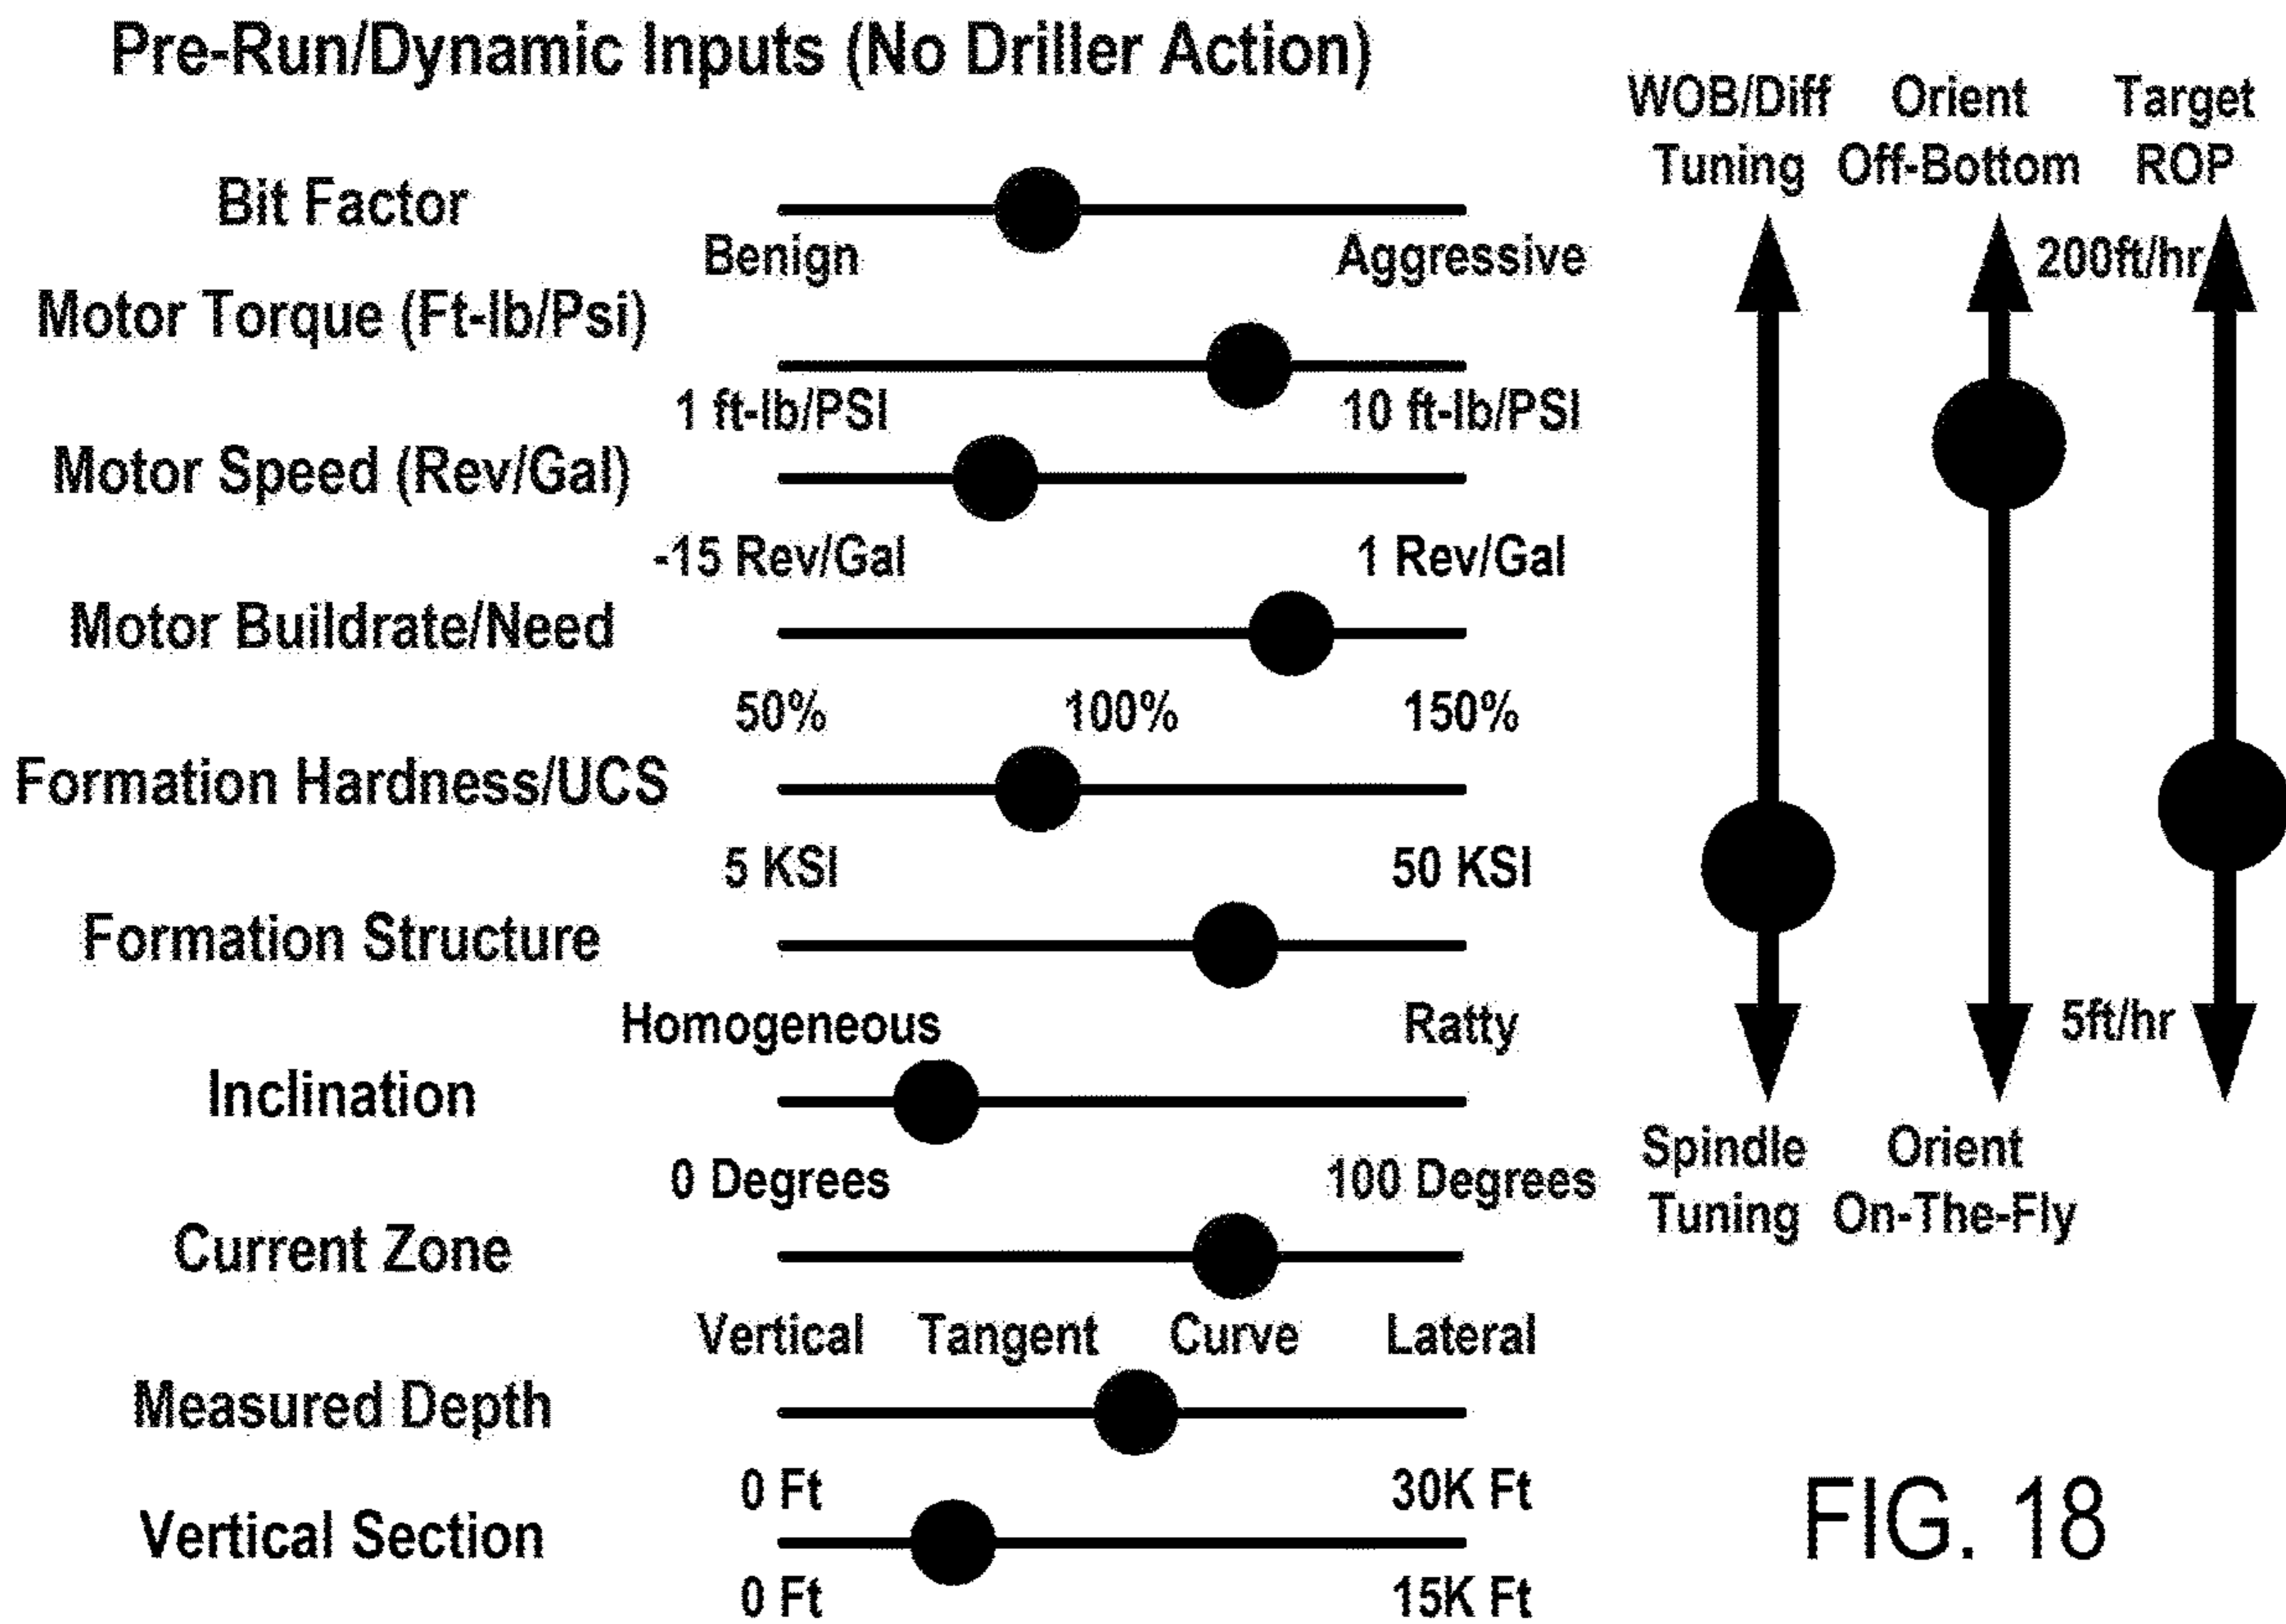 Pre-Run/Dynamic Inputs (No Driller Action)
WOB/Diff Tuning
Orient Off-Bottom
Target ROP
Bit Factor
Benign
Aggressive
200ft/hr
Motor Torque (Ft-lb/Psi)
1 ft-lb/PSI
10 ft-lb/PSI
Motor Speed (Rev/Gal)
-15 Rev/Gal
1 Rev/Gal
Motor Buildrate/Need
50%
100%
150%
Formation Hardness/UCS
5 KSI
50 KSI
Formation Structure
Homogeneous
Ratty
5ft/hr
Inclination
0 Degrees
100 Degrees
Spindle Tuning
Orient On-The-Fly
Current Zone
Vertical
Tangent
Curve
Lateral
Measured Depth
0 Ft
30K Ft
Vertical Section
0 Ft
15K Ft
FIG. 18